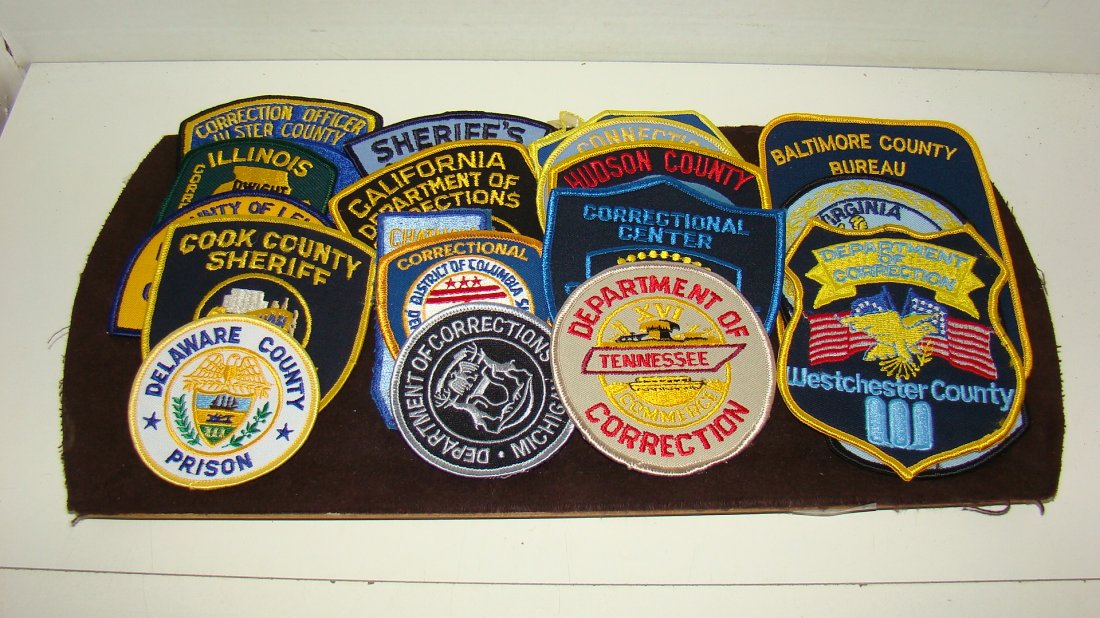 CORRECTION OFFICER
ULSTER COUNTY
ILLINOIS
DWIGHT
COOK COUNTY
SHERIFF
DELAWARE COUNTY
PRISON
SHERIFF'S
CALIFORNIA
DEPARTMENT OF
CORRECTIONS
CORRECTIONAL
DISTRICT OF COLUMBIA
DEPARTMENT OF CORRECTIONS
MICHIGAN
HUDSON COUNTY
CORRECTIONAL
CENTER
DEPARTMENT OF
XVI
TENNESSEE
COMMERCE
CORRECTION
BALTIMORE COUNTY
BUREAU
VIRGINIA
DEPARTMENT
OF
CORRECTION
Westchester County